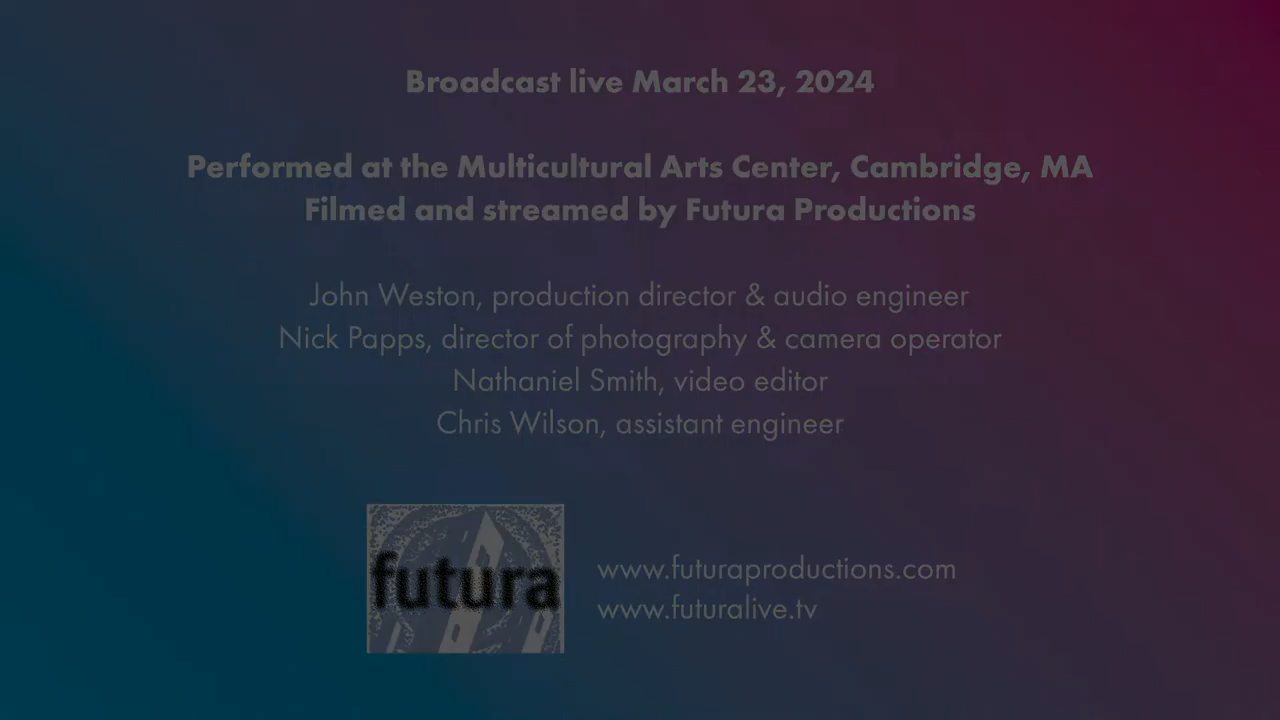 Broadcast live March 23, 2024
Performed at the Multicultural Arts Center, Cambridge, MA
Filmed and streamed by Futura Productions
John Weston, production director & audio engineer
Nick Papps, director of photography & camera operator
Nathaniel Smith, video editor
Chris Wilson, assistant engineer
futura
www.futuraproductions.com
www.futuralive.tv